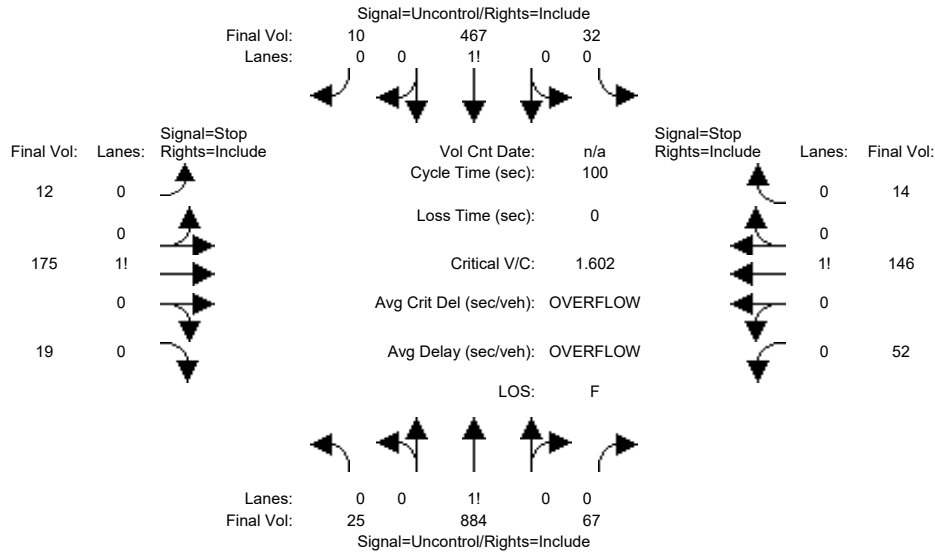 Signal=Uncontrol/Rights=Include
Final Vol: 10 467 32
Lanes: 0 0 1! 0 0
Signal=Stop Signal=Stop
Final Vol: Lanes: Rights=Include Vol Cnt Date: n/a Rights=Include Lanes: Final Vol:
Cycle Time (sec): 100
12 0 0 14
Loss Time (sec): 0
0 0
175 1! Critical V/C: 1.602 1! 146
0 Avg Crit Del (sec/veh): OVERFLOW 0
19 0 Avg Delay (sec/veh): OVERFLOW 0 52
LOS: F
Lanes: 0 0 1! 0 0
Final Vol: 25 884 67
Signal=Uncontrol/Rights=Include